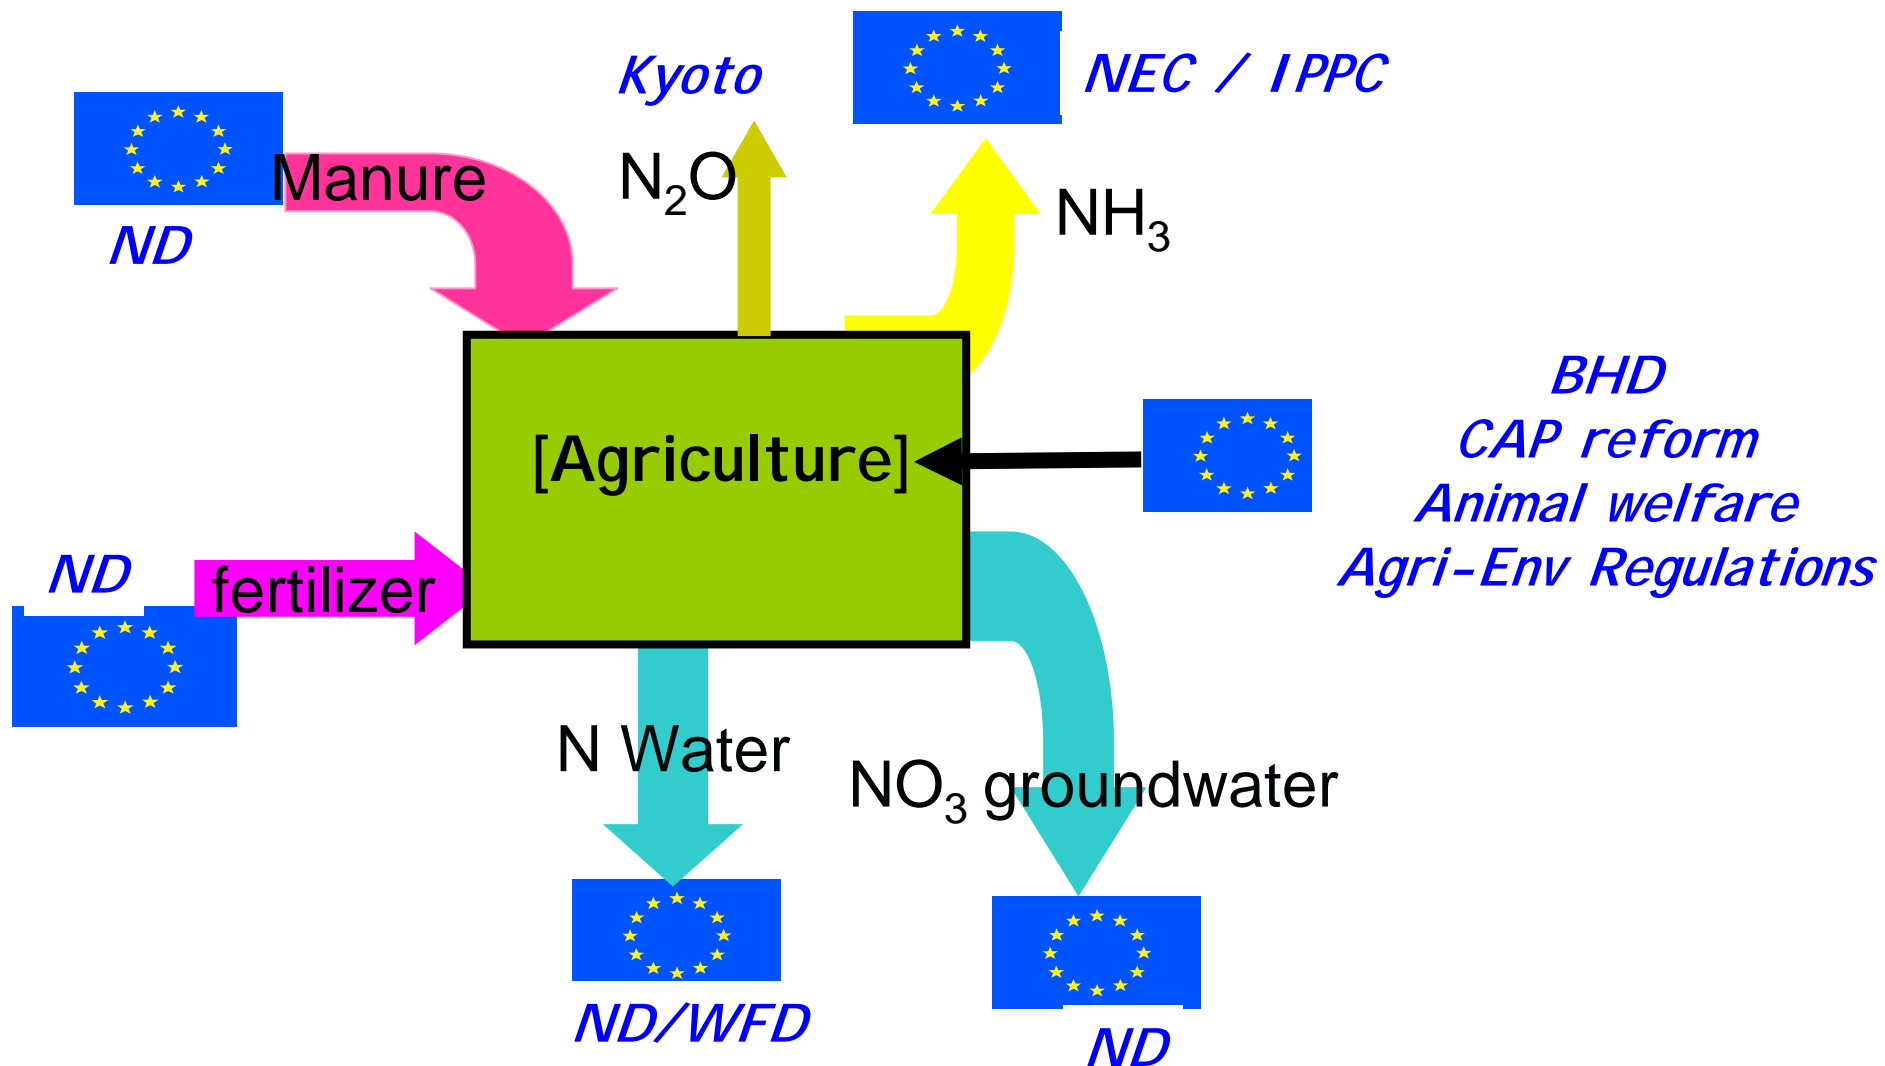 Kyoto
NEC / IPPC
Manure
N₂O
NH₃
ND
BHD
CAP reform
[Agriculture]
Animal welfare
Agri-Env Regulations
ND
fertilizer
N Water
NO₃ groundwater
ND/WFD
ND